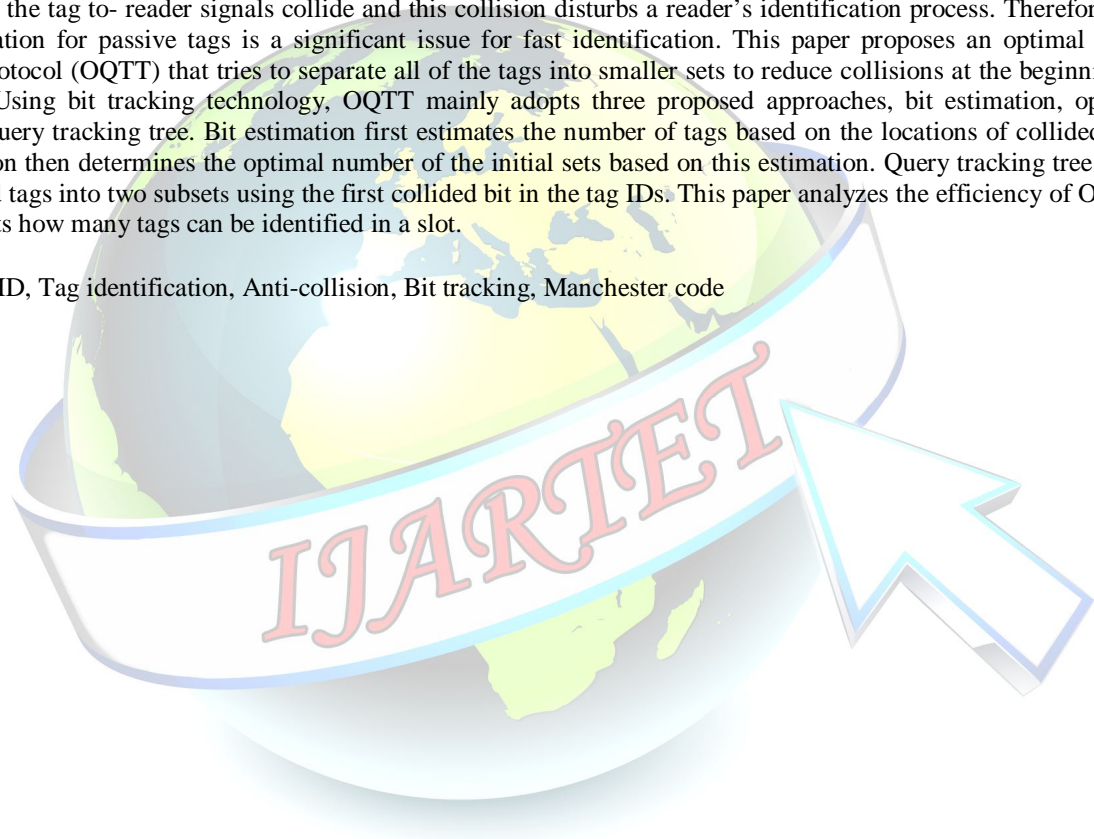 the tag to- reader signals collide and this collision disturbs a reader's identification process. Therefor
ation for passive tags is a significant issue for fast identification. This paper proposes an optimal
otocol (OQTT) that tries to separate all of the tags into smaller sets to reduce collisions at the beginni
Using bit tracking technology, OQTT mainly adopts three proposed approaches, bit estimation, op
uery tracking tree. Bit estimation first estimates the number of tags based on the locations of collided
on then determines the optimal number of the initial sets based on this estimation. Query tracking tree
tags into two subsets using the first collided bit in the tag IDs. This paper analyzes the efficiency of O
ts how many tags can be identified in a slot.
ID, Tag identification, Anti-collision, Bit tracking, Manchester code
IJARTET